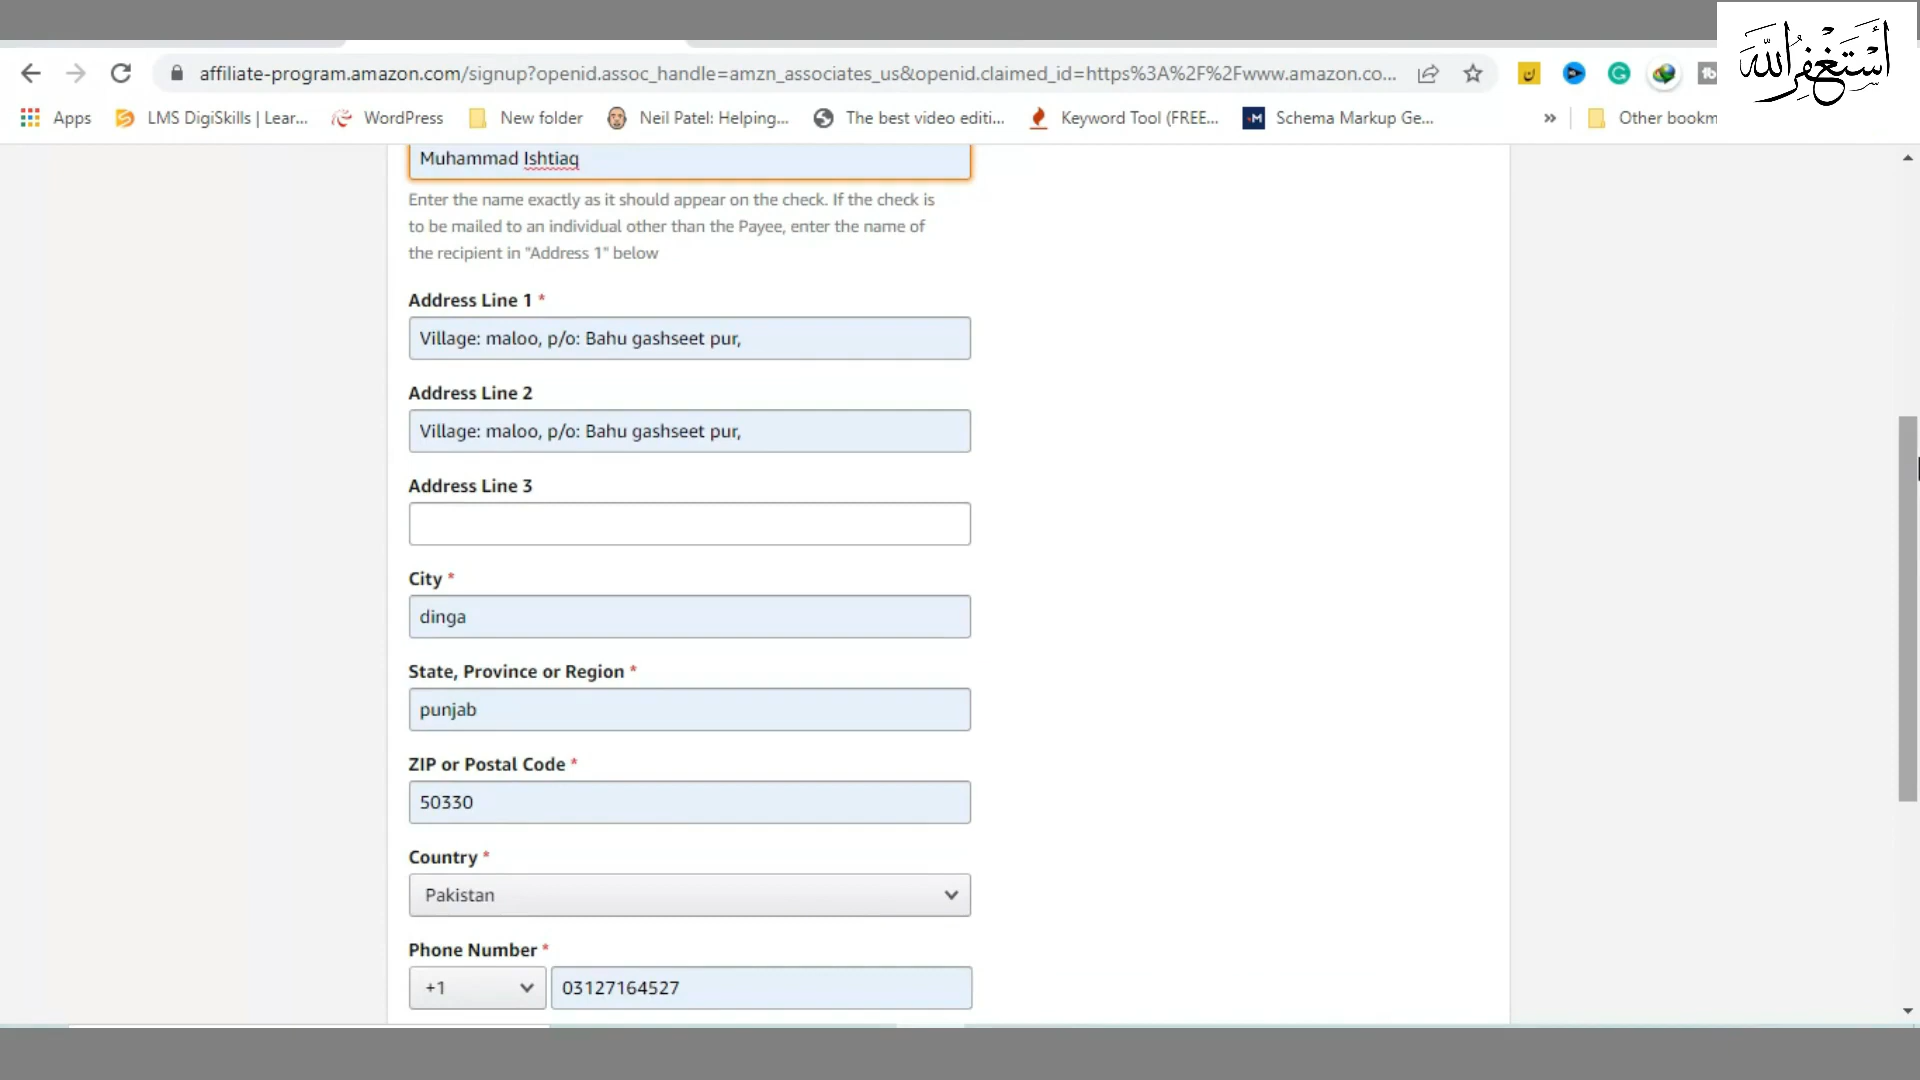 أَسْتَغْفِرُ اللّٰه
affiliate-program.amazon.com/signup?openid.assoc_handle=amzn_associates_us&openid.claimed_id=https%3A%2F%2Fwww.amazon.co...
Apps LMS DigiSkills | Lear... WordPress New folder Neil Patel: Helping... The best video editi... Keyword Tool (FREE... Schema Markup Ge... » Other bookm
Muhammad Ishtiaq
Enter the name exactly as it should appear on the check. If the check is
to be mailed to an individual other than the Payee, enter the name of
the recipient in "Address 1" below
Address Line 1 *
Village: maloo, p/o: Bahu gashseet pur,
Address Line 2
Village: maloo, p/o: Bahu gashseet pur,
Address Line 3
City *
dinga
State, Province or Region *
punjab
ZIP or Postal Code *
50330
Country *
Pakistan
Phone Number *
+1 03127164527